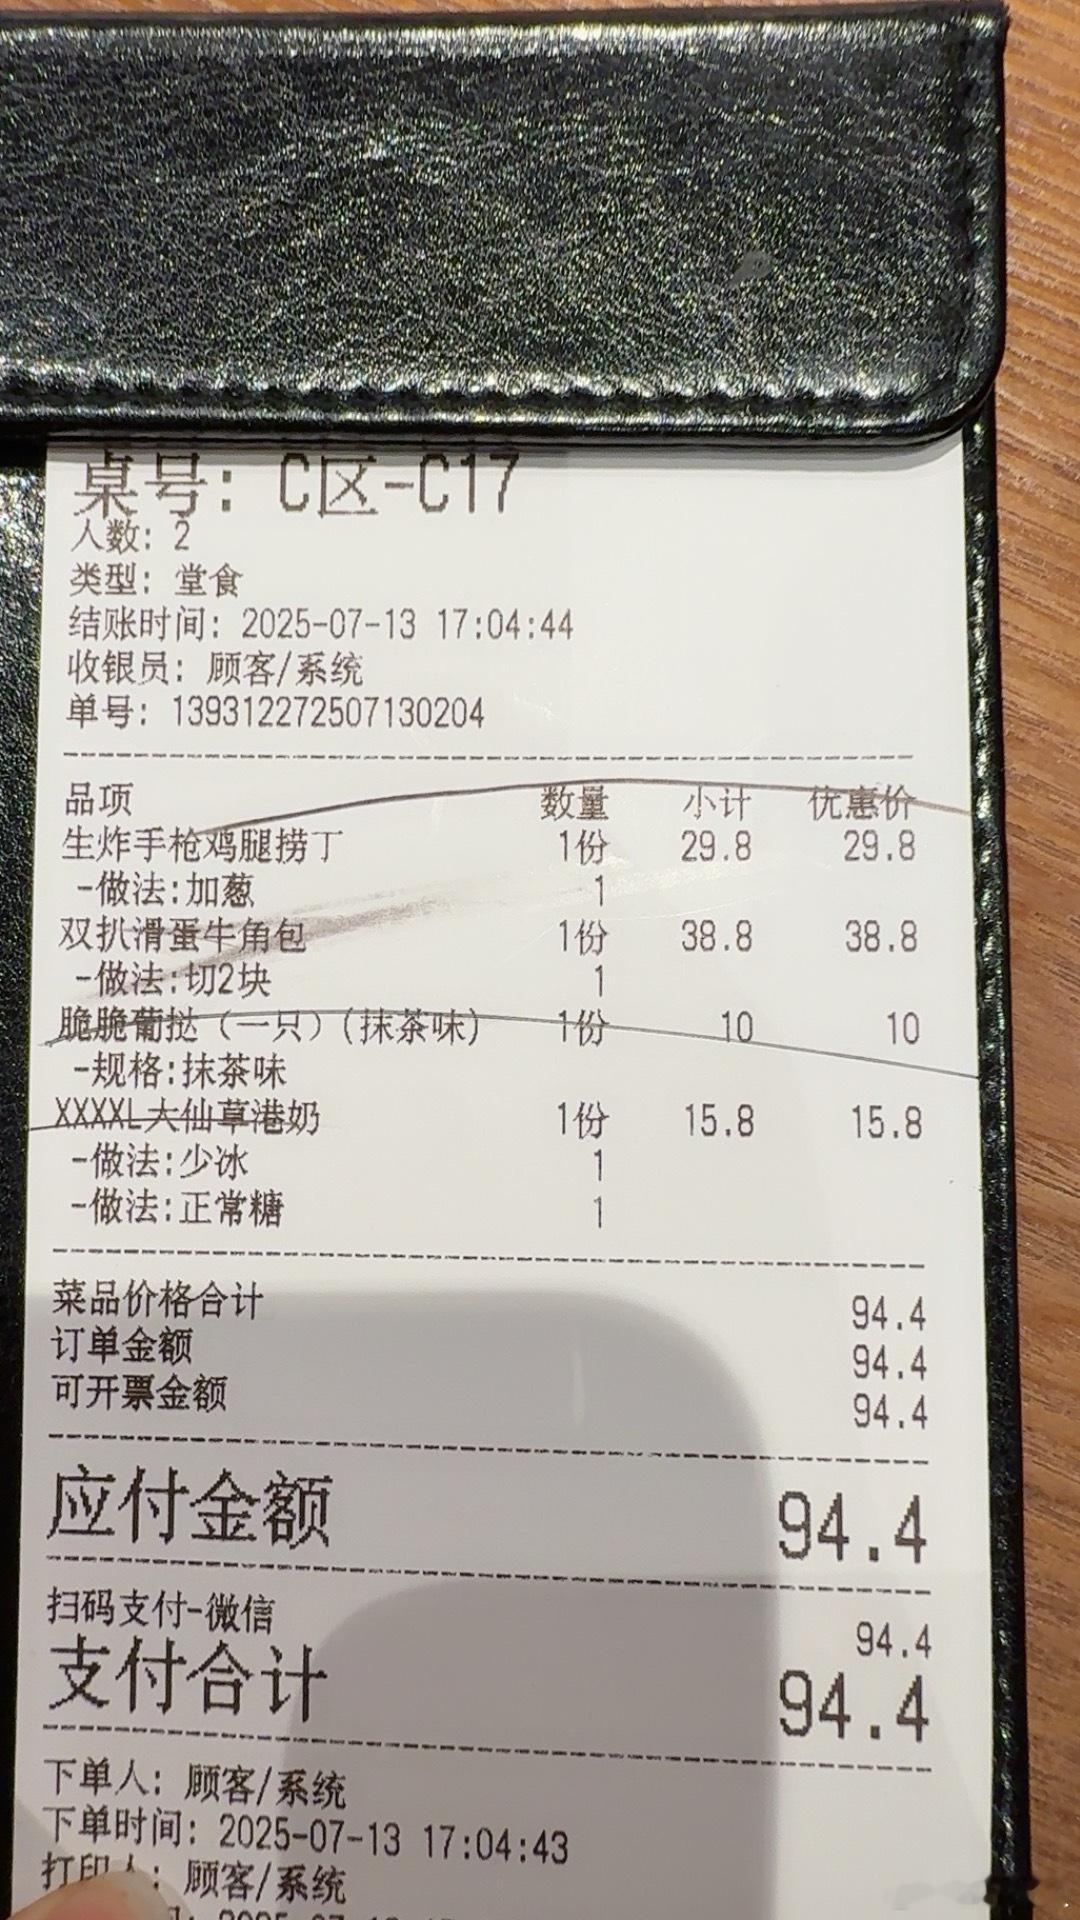 桌号: C区-C17
人数: 2
类型: 堂食
结账时间: 2025-07-13 17:04:44
收银员: 顾客/系统
单号: 139312272507130204
品项 数量 小计 优惠价
生炸手枪鸡腿捞丁 1份 29.8 29.8
-做法:加葱 1
双扒滑蛋牛角包 1份 38.8 38.8
-做法:切2块 1
脆脆葡挞（一只）(抹茶味) 1份 10 10
-规格:抹茶味
XXXXL大仙草港奶 1份 15.8 15.8
-做法:少冰 1
-做法:正常糖 1
菜品价格合计 94.4
订单金额 94.4
可开票金额 94.4
应付金额 94.4
扫码支付-微信 94.4
支付合计 94.4
下单人: 顾客/系统
下单时间: 2025-07-13 17:04:43
打印人: 顾客/系统